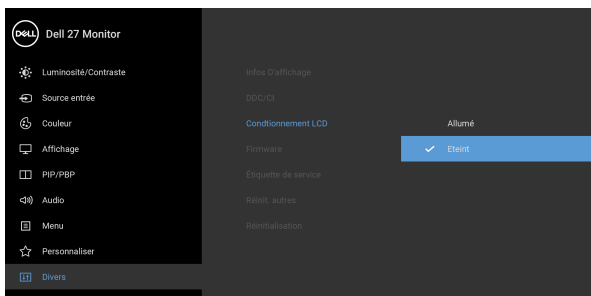 DELL Dell 27 Monitor
Luminosité/Contraste
Source entrée
Couleur
Affichage
PIP/PBP
Audio
Menu
Personnaliser
Divers
Infos D'affichage
DDC/CI
Condtionnement LCD
Firmware
Étiquette de service
Réinit. autres
Réinitialisation
Allumé
Eteint